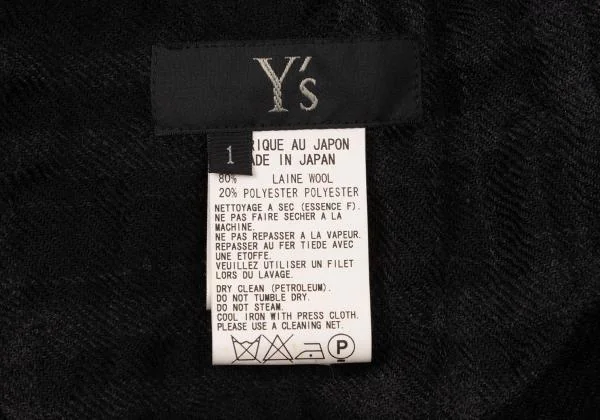 Y's
1
RIQUE AU JAPON
ADE IN JAPAN
80% LAINE WOOL
20% POLYESTER POLYESTER
NETTOYAGE A SEC (ESSENCE F).
NE PAS FAIRE SECHER A LA
MACHINE.
NE PAS REPASSER A LA VAPEUR.
REPASSER AU FER TIEDE AVEC
UNE ETOFFE.
VEUILLEZ UTILISER UN FILET
LORS DU LAVAGE.
DRY CLEAN (PETROLEUM).
DO NOT TUMBLE DRY.
DO NOT STEAM.
COOL IRON WITH PRESS CLOTH.
PLEASE USE A CLEANING NET.
P